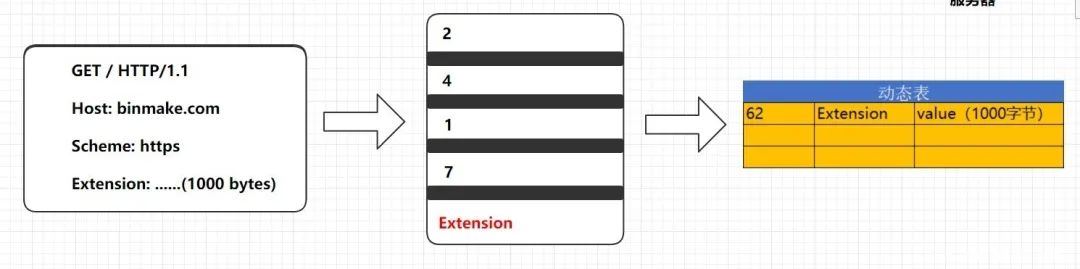 服务器
GET / HTTP/1.1
Host: binmake.com
Scheme: https
Extension: ......(1000 bytes)
2
4
1
7
Extension
动态表
62 Extension value（1000字节）